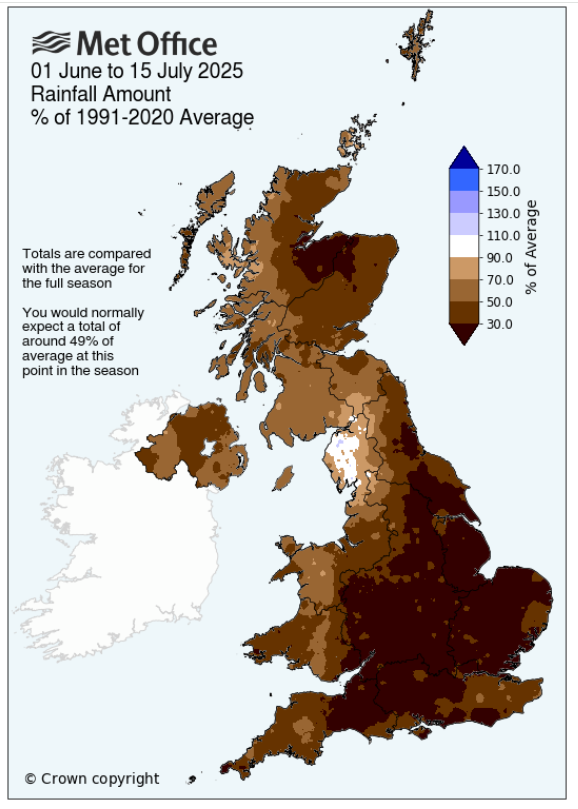 Met Office
01 June to 15 July 2025
Rainfall Amount
% of 1991-2020 Average
170.0
150.0
130.0
110.0
90.0
70.0
50.0
30.0
% of Average
Totals are compared
with the average for
the full season
You would normally
expect a total of
around 49% of
average at this
point in the season
© Crown copyright